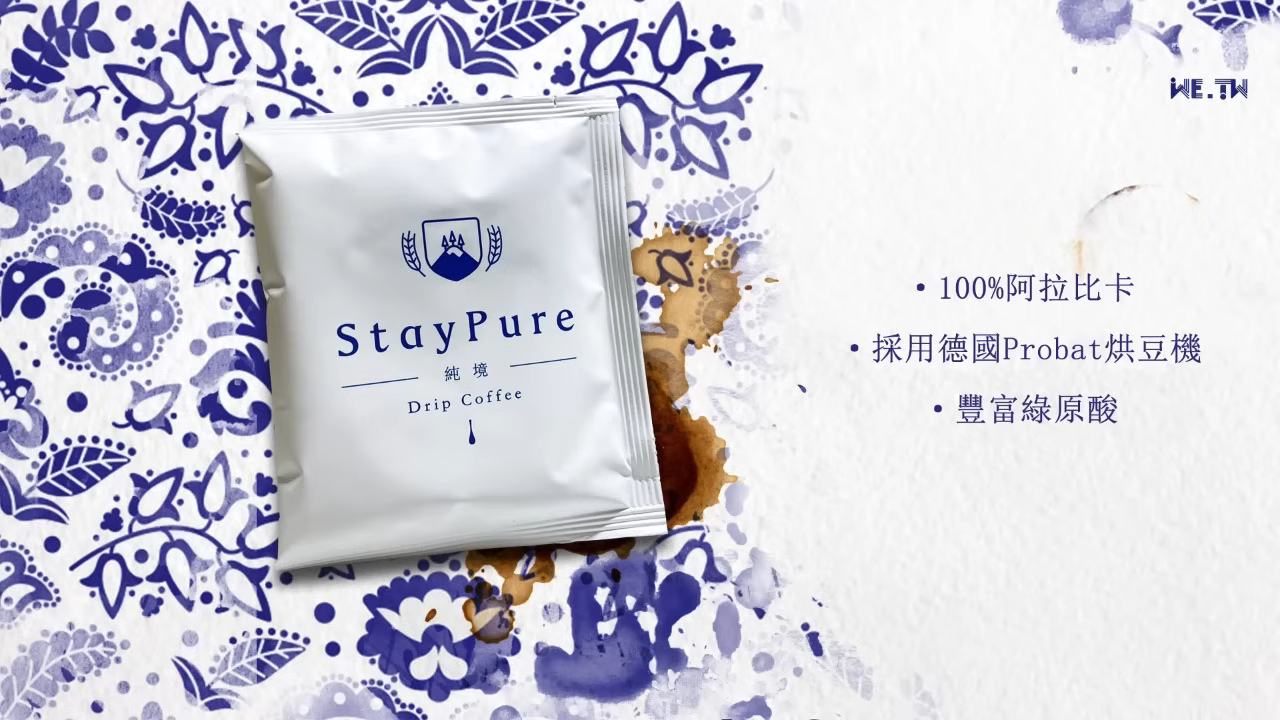 WE.TW
StayPure
純境
Drip Coffee
• 100%阿拉比卡
• 採用德國Probat烘豆機
• 豐富綠原酸